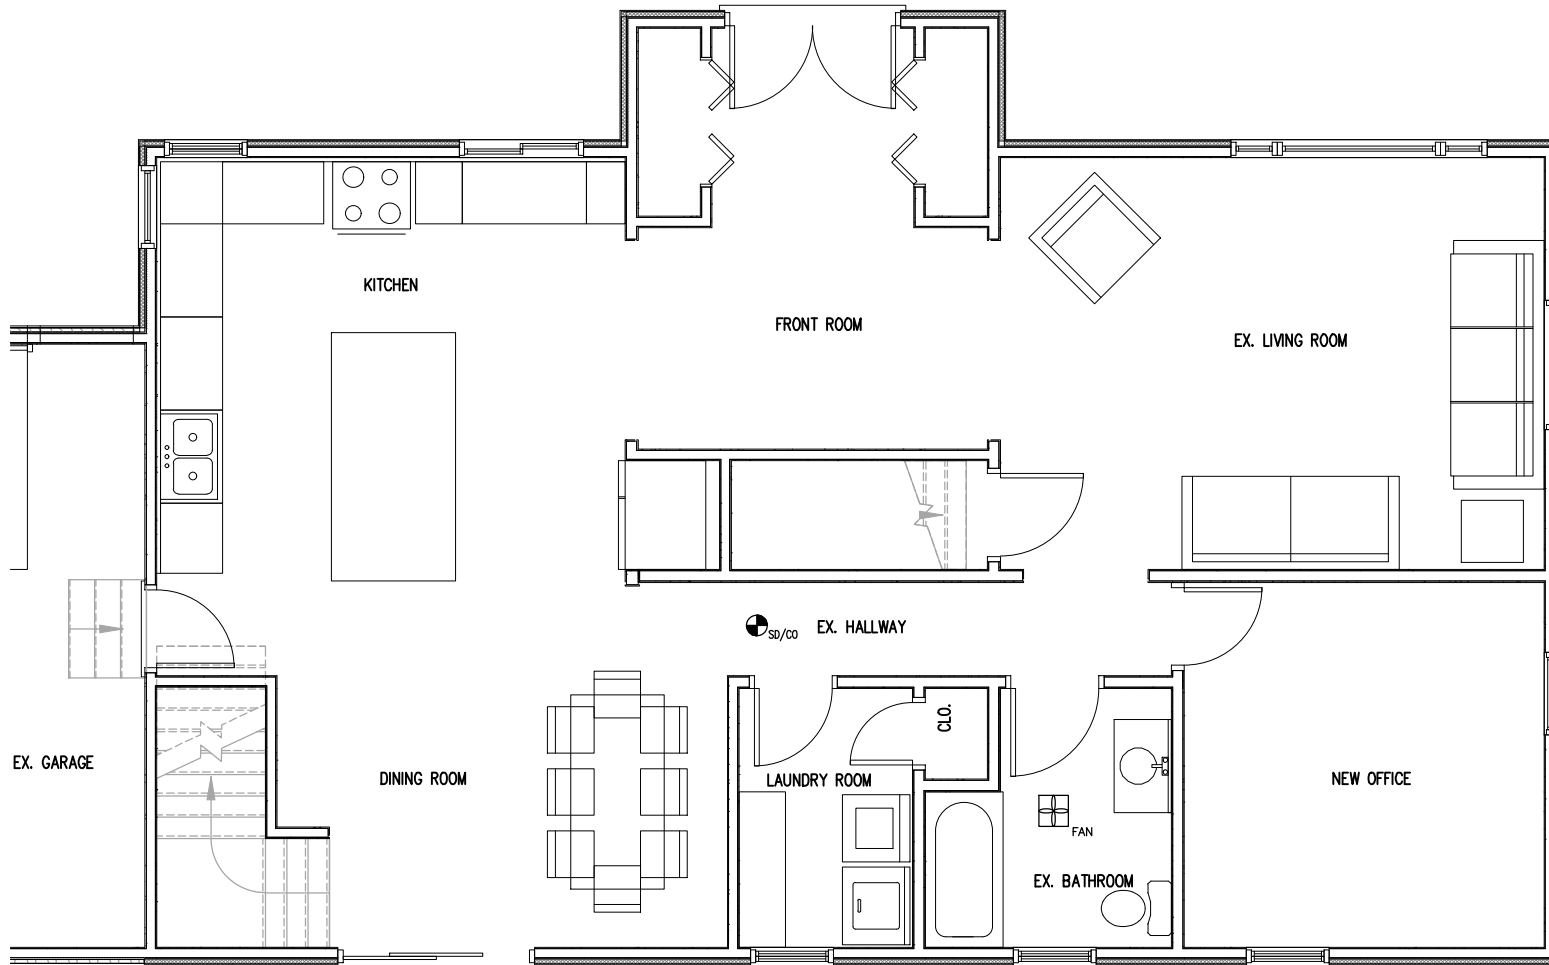 KITCHEN
FRONT ROOM
EX. LIVING ROOM
SD/CO
EX. HALLWAY
CLO.
EX. GARAGE
DINING ROOM
LAUNDRY ROOM
NEW OFFICE
FAN
EX. BATHROOM